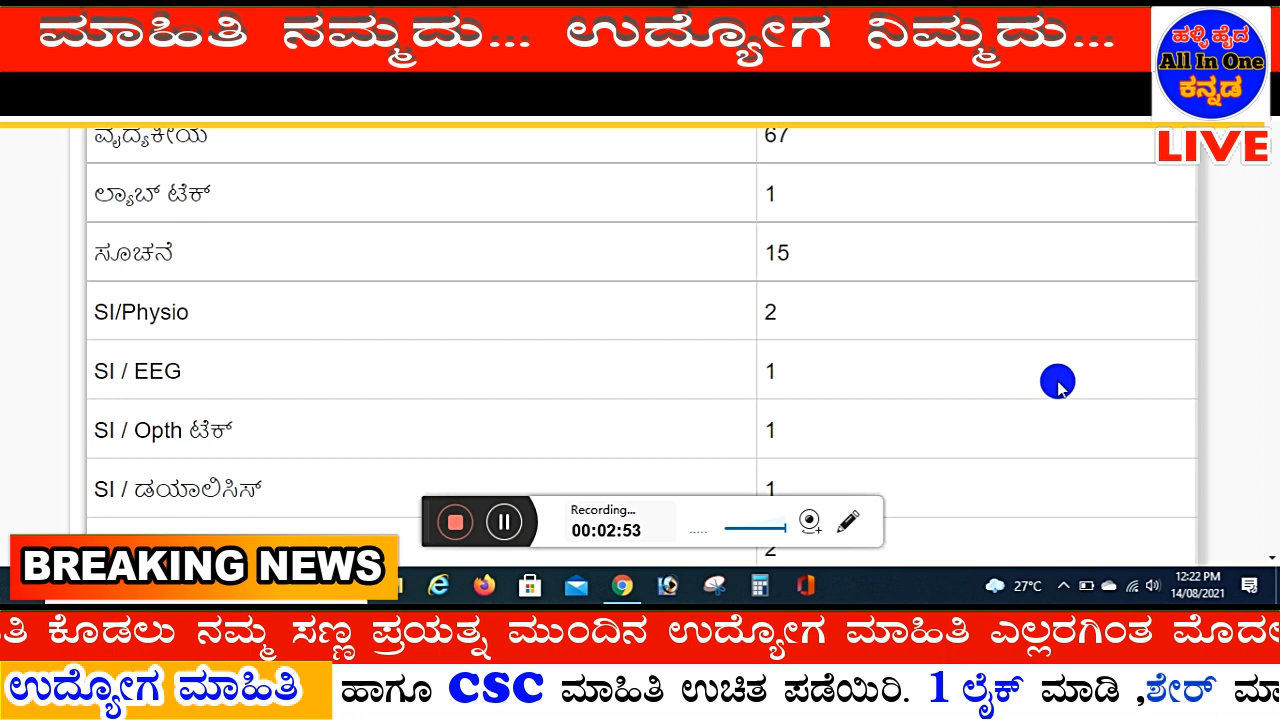 ಮಾಹಿತಿ ನಮ್ಮದು... ಉದ್ಯೋಗ ನಿಮ್ಮದು...
ಹಳ್ಳಿ ಹೈದ
All In One
ಕನ್ನಡ
LIVE
ವೈದ್ಯಕೀಯ 67
ಲ್ಯಾಬ್ ಟೆಕ್ 1
ಸೂಚನೆ 15
SI/Physio 2
SI / EEG 1
SI / Opth ಟೆಕ್ 1
SI / ಡಯಾಲಿಸಿಸ್ 1
2
Recording...
00:02:53
BREAKING NEWS
27°C
12:22 PM
14/08/2021
ತಿ ಕೊಡಲು ನಮ್ಮ ಸಣ್ಣ ಪ್ರಯತ್ನ ಮುಂದಿನ ಉದ್ಯೋಗ ಮಾಹಿತಿ ಎಲ್ಲರಗಿಂತ ಮೊದಲ
ಉದ್ಯೋಗ ಮಾಹಿತಿ ಹಾಗೂ CSC ಮಾಹಿತಿ ಉಚಿತ ಪಡೆಯಿರಿ. 1 ಲೈಕ್ ಮಾಡಿ ,ಶೇರ್ ಮಾ